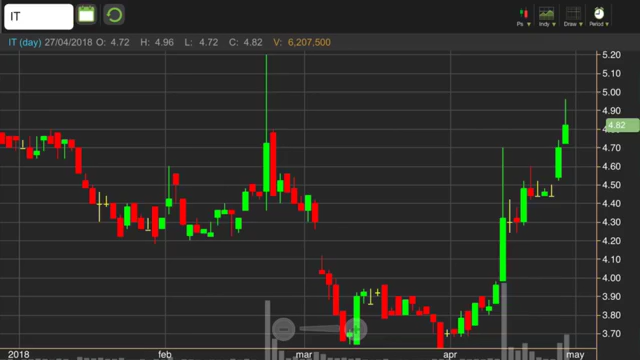 IT
Ps
Indy
Draw
Period
IT (day) 27/04/2018 O: 4.72 H: 4.96 L: 4.72 C: 4.82 V: 6,207,500
5.20
5.10
5.00
4.90
4.82
4.70
4.60
4.50
4.40
4.30
4.20
4.10
4.00
3.90
3.80
3.70
2018 feb mar apr may